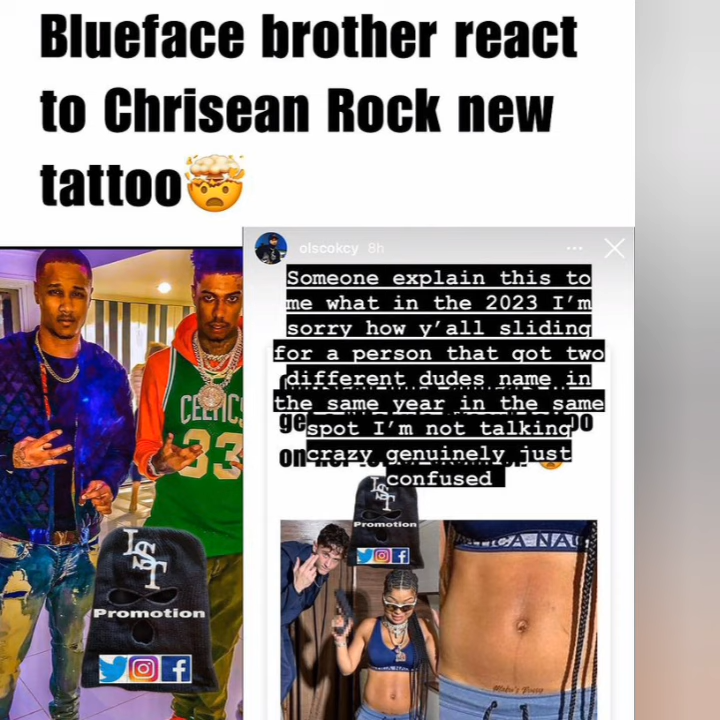 Blueface brother react
to Chrisean Rock new
tattoo🤯
olscokcy 8h
Someone explain this to
me what in the 2023 I'm
sorry how y'all sliding
for a person that got two
different dudes name in
the same year in the same
spot I'm not talking
crazy genuinely just
confused
CELTICS
33
LST
Promotion
LST
Promotion